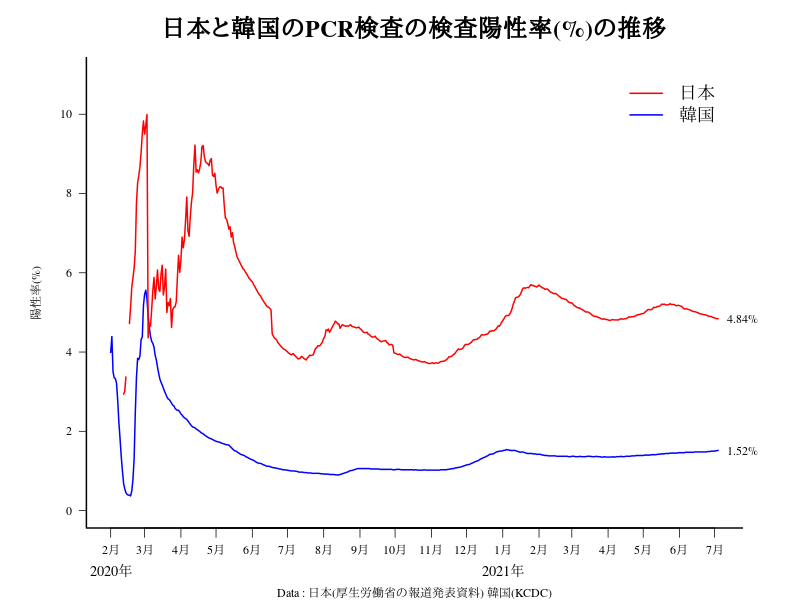 日本と韓国のPCR検査の検査陽性率(%)の推移
日本
韓国
陽性率(%)
10
8
6
4
2
0
4.84%
1.52%
2月 3月 4月 5月 6月 7月 8月 9月 10月 11月 12月 1月 2月 3月 4月 5月 6月 7月
2020年 2021年
Data : 日本(厚生労働省の報道発表資料) 韓国(KCDC)